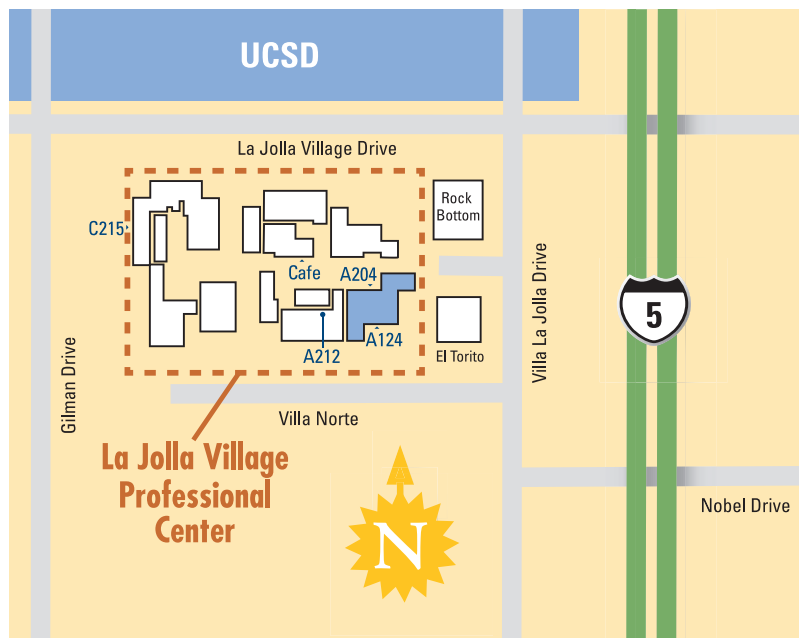 UCSD
La Jolla Village Drive
Rock
Bottom
C215
Cafe
A204
A212
A124
El Torito
Villa La Jolla Drive
5
Gilman Drive
Villa Norte
La Jolla Village
Professional
Center
N
Nobel Drive